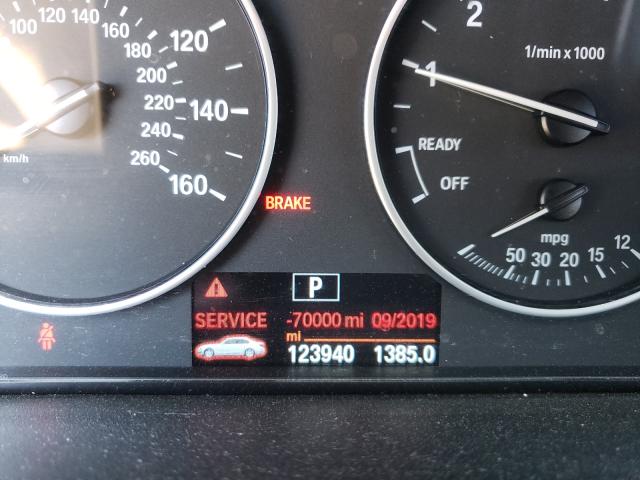 100 120 140 160 180 200 220 240 260
km/h
120
140
160
BRAKE
2
1
1/min x 1000
READY
OFF
mpg
50 30 20 15 12
P
SERVICE -70000 mi 09/2019
mi
123940 1385.0